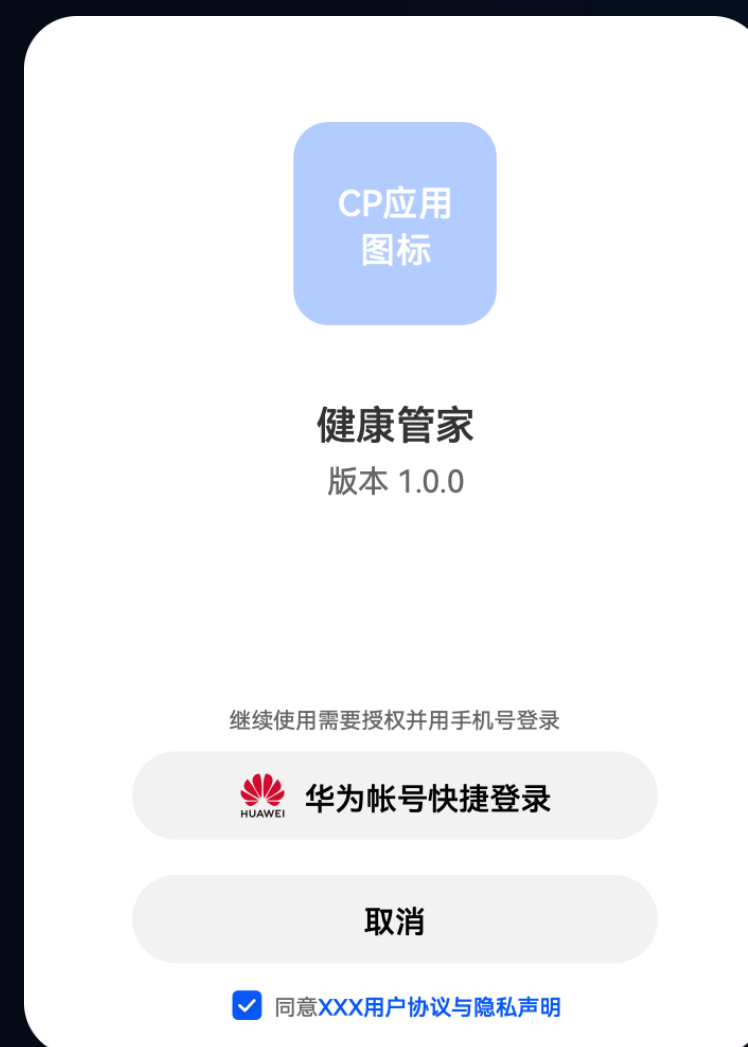 CP应用
图标
健康管家
版本 1.0.0
继续使用需要授权并用手机号登录
HUAWEI 华为帐号快捷登录
取消
同意XXX用户协议与隐私声明